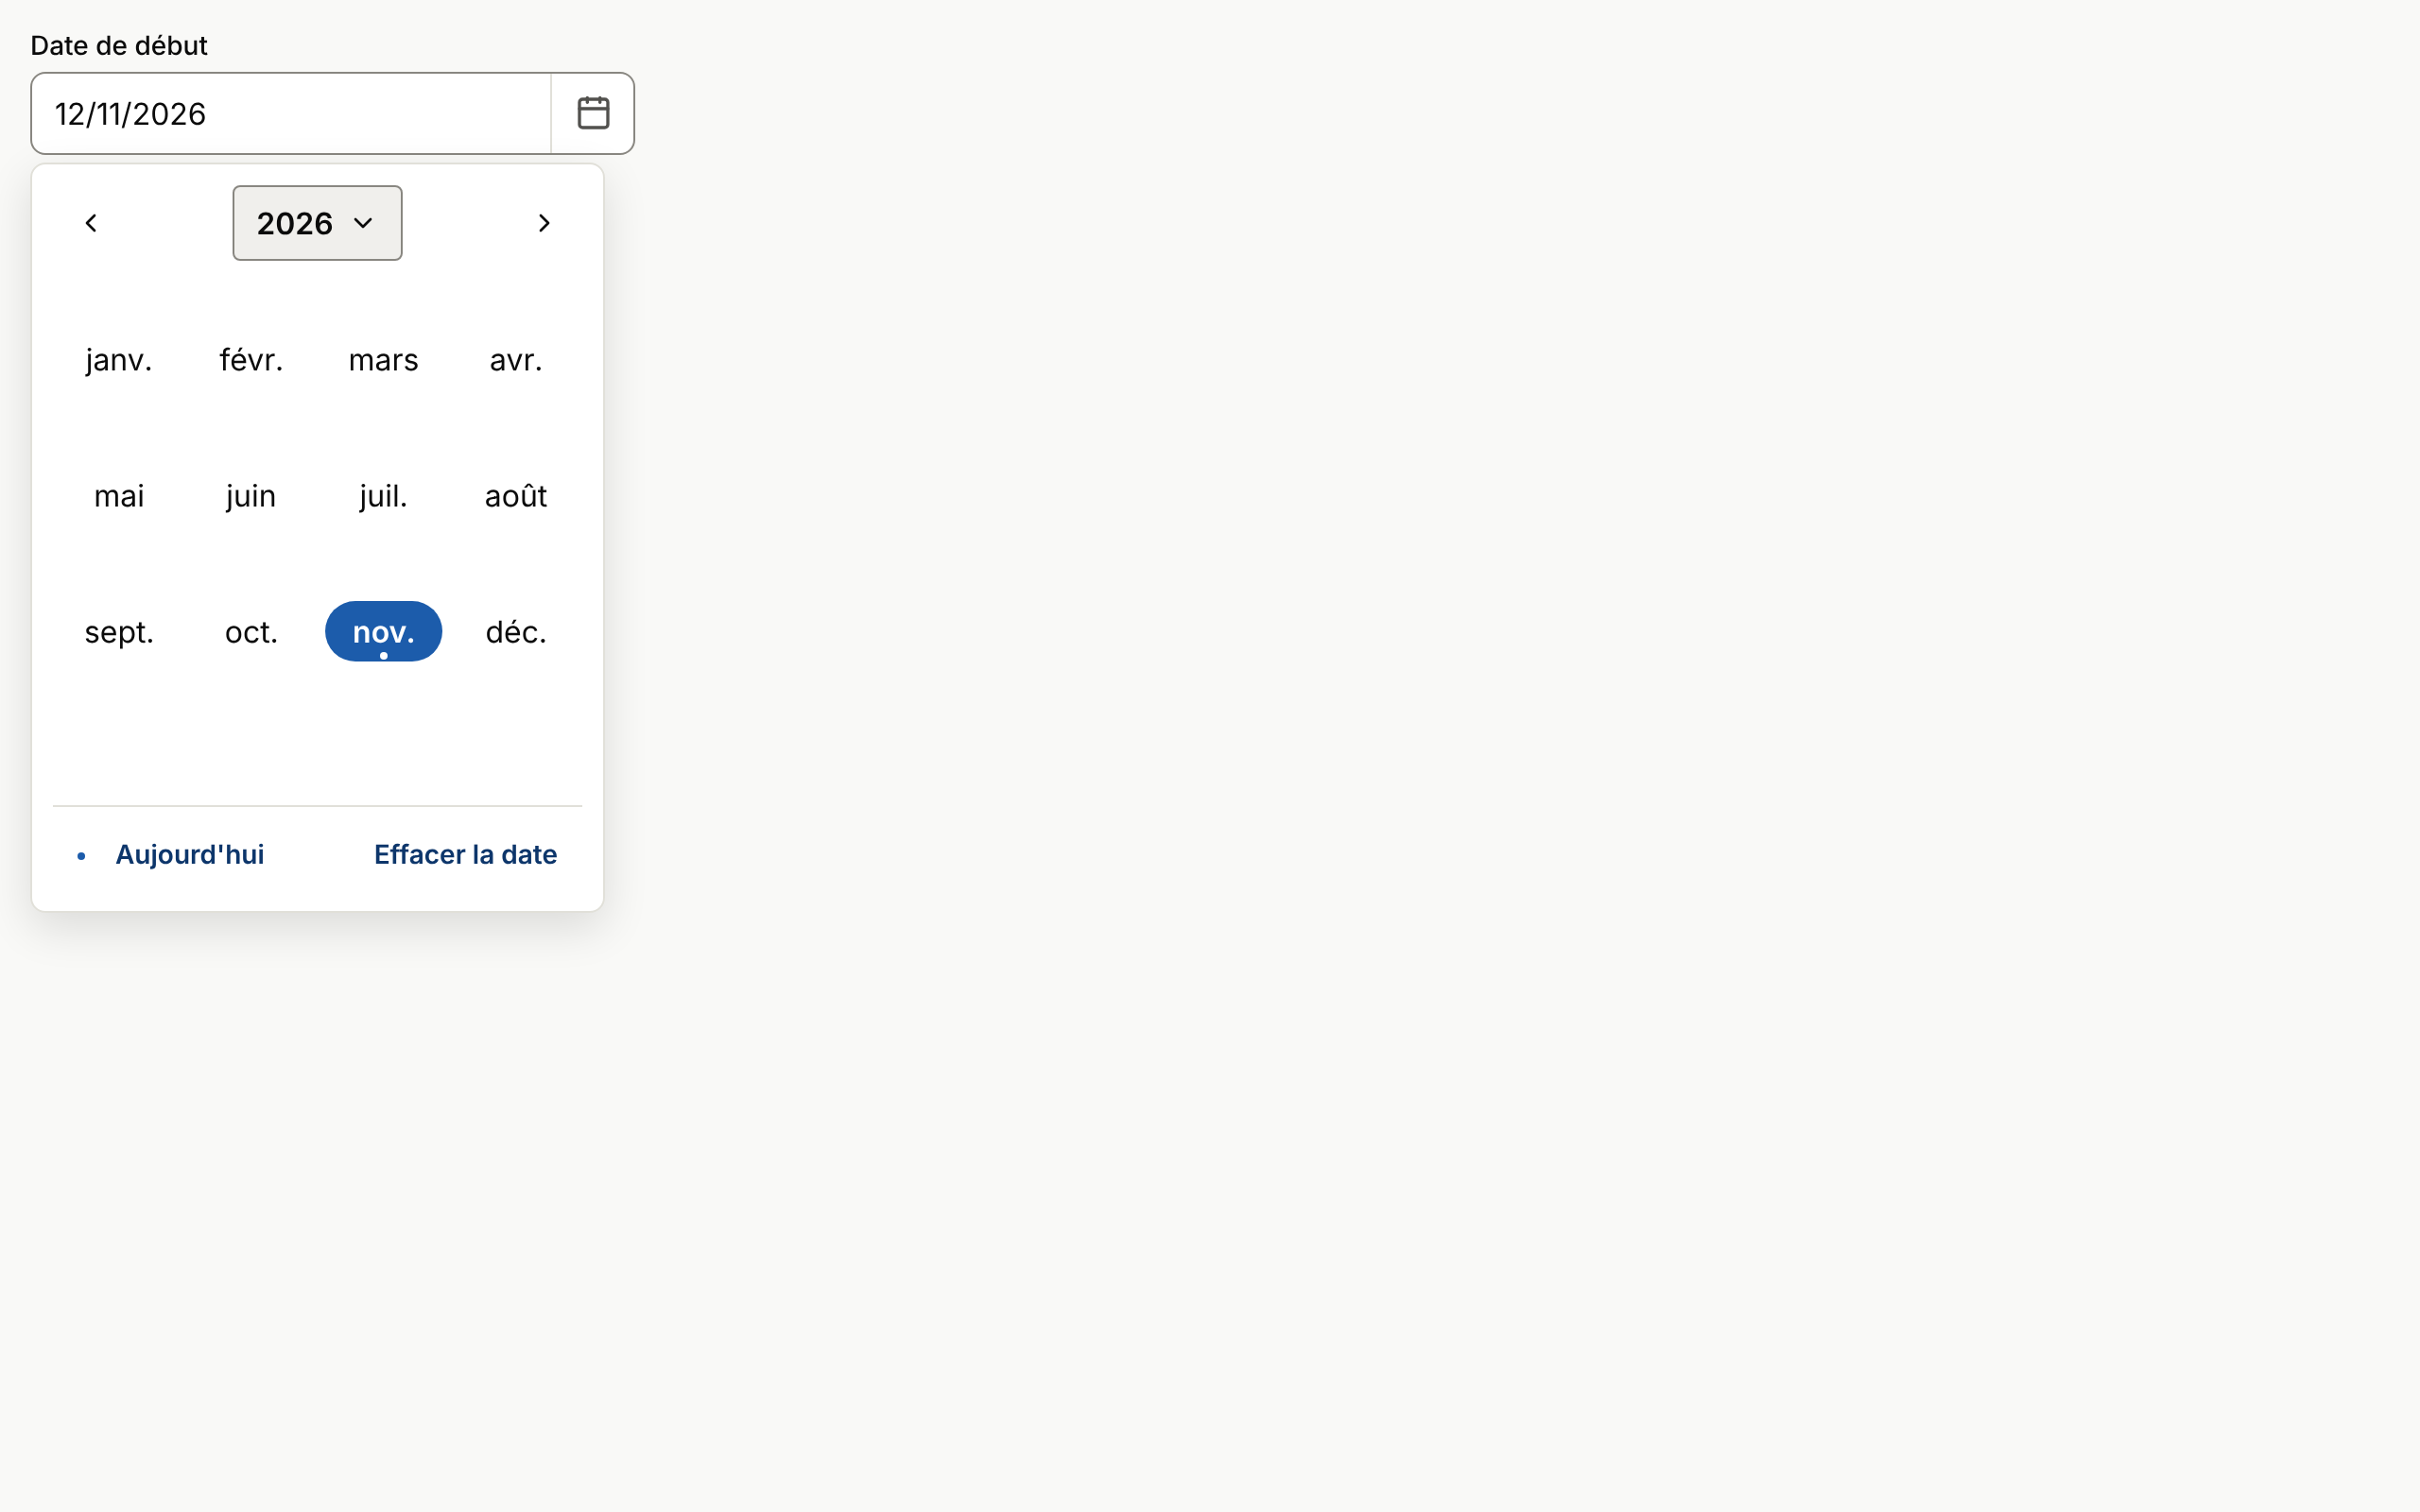 Date de début
12/11/2026
2026
janv. févr. mars avr.
mai juin juil. août
sept. oct. nov. déc.
Aujourd'hui Effacer la date